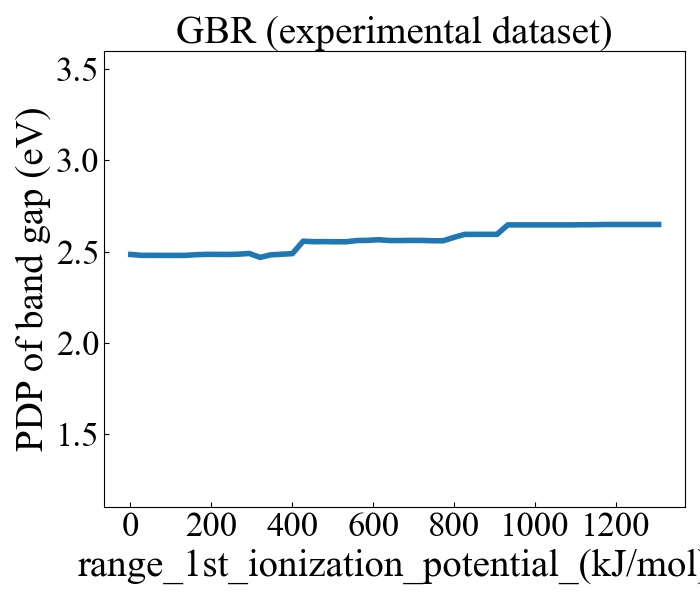 GBR (experimental dataset)
PDP of band gap (eV)
3.5
3.0
2.5
2.0
1.5
0 200 400 600 800 1000 1200
range_1st_ionization_potential_(kJ/mol)